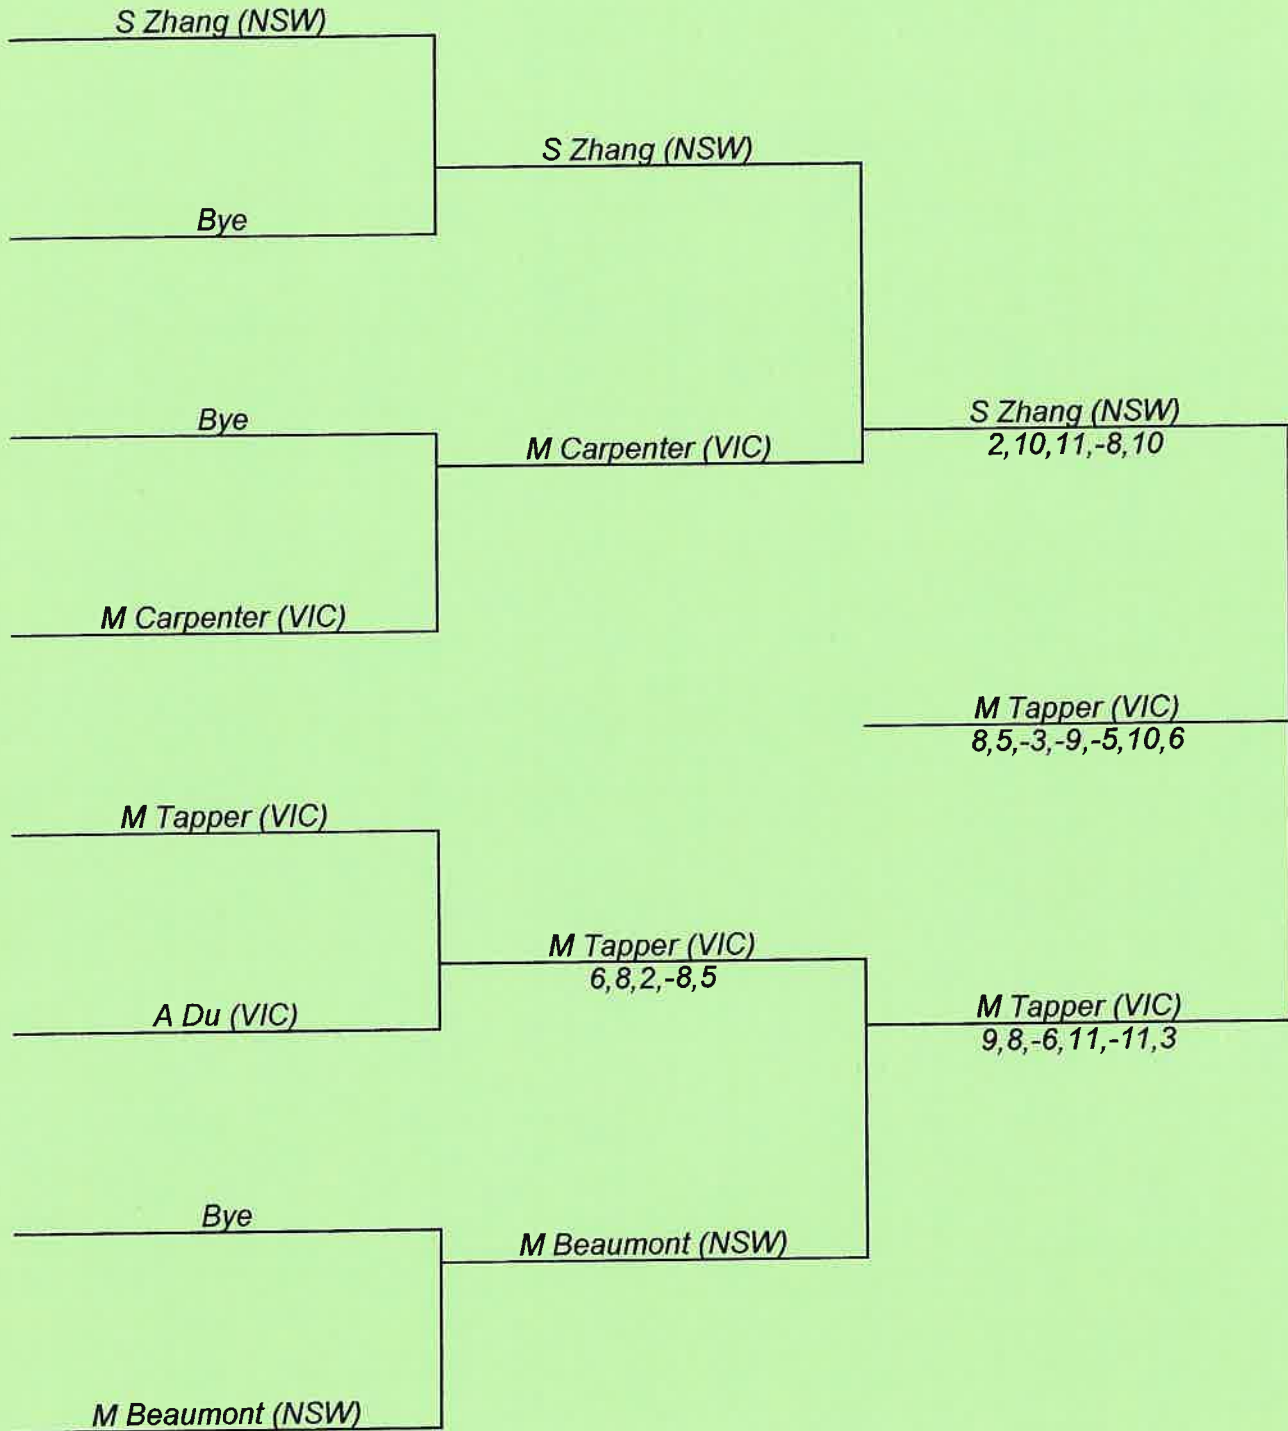 S Zhang (NSW)
S Zhang (NSW)
Bye
Bye
S Zhang (NSW)
2,10,11,-8,10
M Carpenter (VIC)
M Carpenter (VIC)
M Tapper (VIC)
8,5,-3,-9,-5,10,6
M Tapper (VIC)
M Tapper (VIC)
6,8,2,-8,5
A Du (VIC)
M Tapper (VIC)
9,8,-6,11,-11,3
Bye
M Beaumont (NSW)
M Beaumont (NSW)